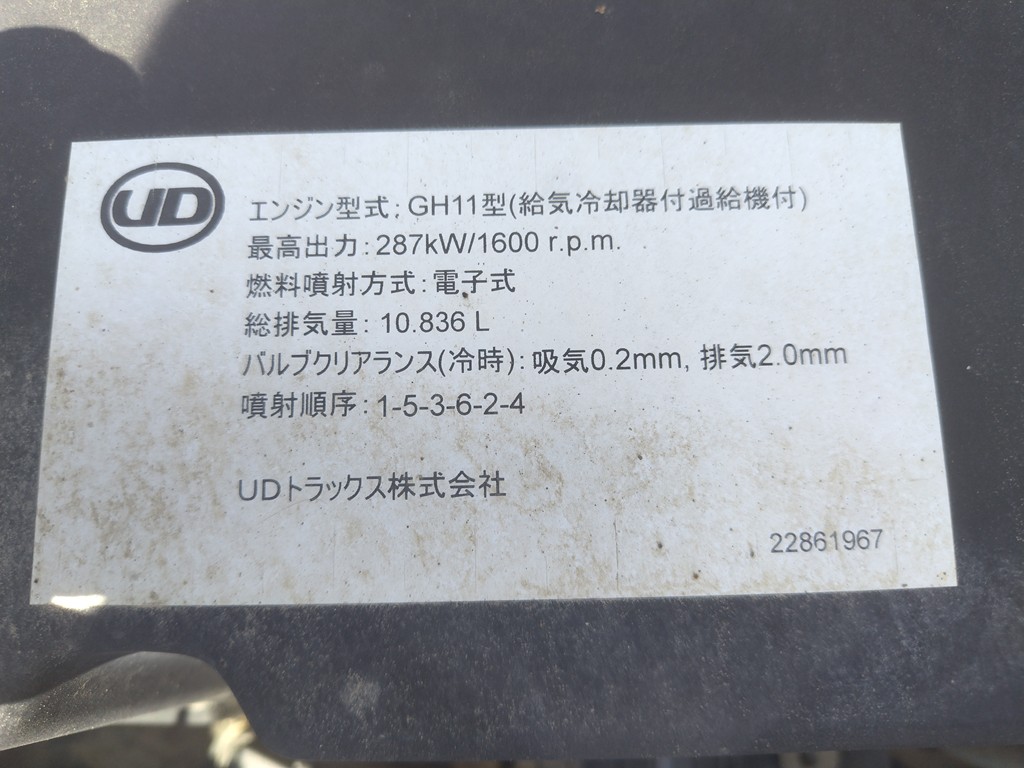 UD
エンジン型式: GH11型(給気冷却器付過給機付)
最高出力: 287kW/1600 r.p.m.
燃料噴射方式: 電子式
総排気量: 10.836 L
バルブクリアランス(冷時): 吸気0.2mm, 排気2.0mm
噴射順序: 1-5-3-6-2-4
UDトラックス株式会社
22861967